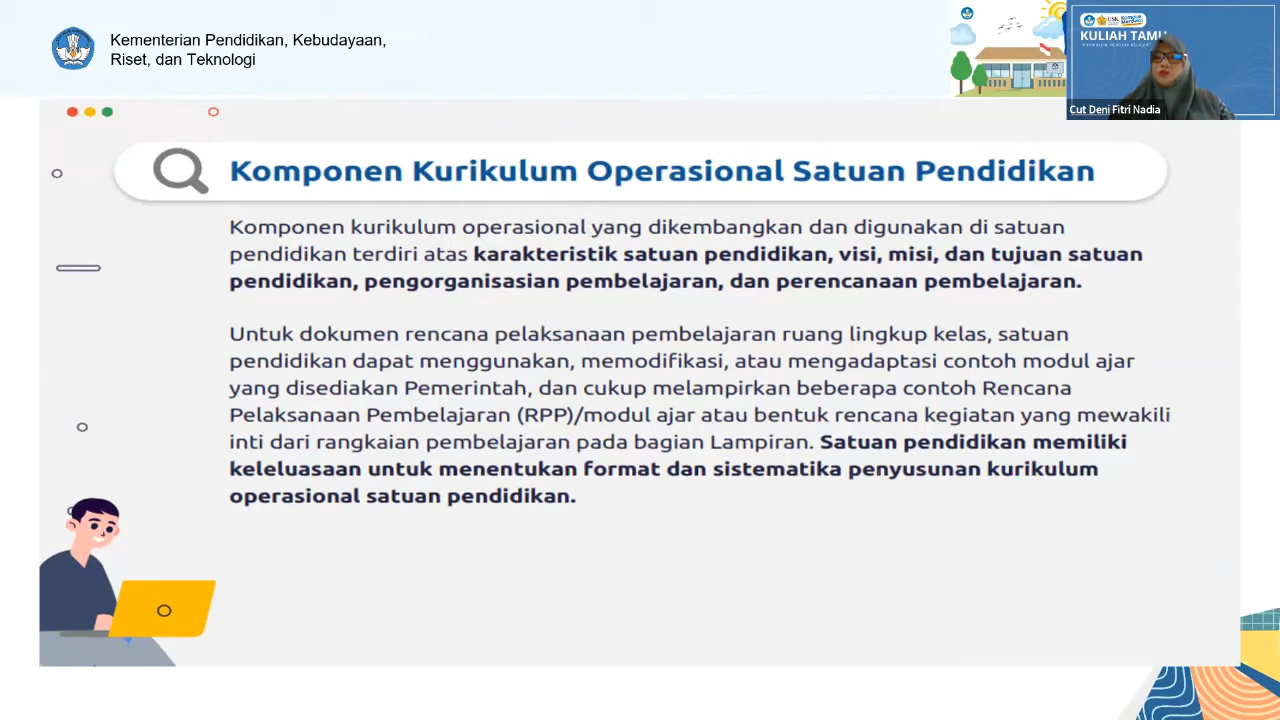 Kementerian Pendidikan, Kebudayaan,
Riset, dan Teknologi
USK
Kampus
Merdeka
KULIAH TAMU
Cut Deni Fitri Nadia
Komponen Kurikulum Operasional Satuan Pendidikan
Komponen kurikulum operasional yang dikembangkan dan digunakan di satuan
pendidikan terdiri atas karakteristik satuan pendidikan, visi, misi, dan tujuan satuan
pendidikan, pengorganisasian pembelajaran, dan perencanaan pembelajaran.
Untuk dokumen rencana pelaksanaan pembelajaran ruang lingkup kelas, satuan
pendidikan dapat menggunakan, memodifikasi, atau mengadaptasi contoh modul ajar
yang disediakan Pemerintah, dan cukup melampirkan beberapa contoh Rencana
Pelaksanaan Pembelajaran (RPP)/modul ajar atau bentuk rencana kegiatan yang mewakili
inti dari rangkaian pembelajaran pada bagian Lampiran. Satuan pendidikan memiliki
keleluasaan untuk menentukan format dan sistematika penyusunan kurikulum
operasional satuan pendidikan.